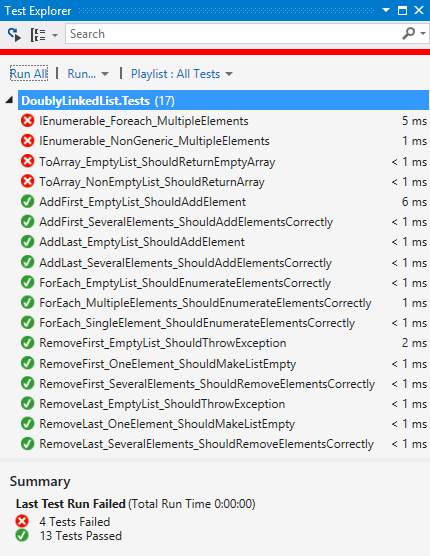 Test Explorer
Search
Run All | Run... | Playlist : All Tests
DoublyLinkedList.Tests (17)
IEnumerable_Foreach_MultipleElements 5 ms
IEnumerable_NonGeneric_MultipleElements 1 ms
ToArray_EmptyList_ShouldReturnEmptyArray < 1 ms
ToArray_NonEmptyList_ShouldReturnArray < 1 ms
AddFirst_EmptyList_ShouldAddElement 6 ms
AddFirst_SeveralElements_ShouldAddElementsCorrectly < 1 ms
AddLast_EmptyList_ShouldAddElement < 1 ms
AddLast_SeveralElements_ShouldAddElementsCorrectly < 1 ms
ForEach_EmptyList_ShouldEnumerateElementsCorrectly < 1 ms
ForEach_MultipleElements_ShouldEnumerateElementsCorrectly 1 ms
ForEach_SingleElement_ShouldEnumerateElementsCorrectly < 1 ms
RemoveFirst_EmptyList_ShouldThrowException 2 ms
RemoveFirst_OneElement_ShouldMakeListEmpty < 1 ms
RemoveFirst_SeveralElements_ShouldRemoveElementsCorrectly < 1 ms
RemoveLast_EmptyList_ShouldThrowException < 1 ms
RemoveLast_OneElement_ShouldMakeListEmpty < 1 ms
RemoveLast_SeveralElements_ShouldRemoveElementsCorrectly < 1 ms
Summary
Last Test Run Failed (Total Run Time 0:00:00)
4 Tests Failed
13 Tests Passed